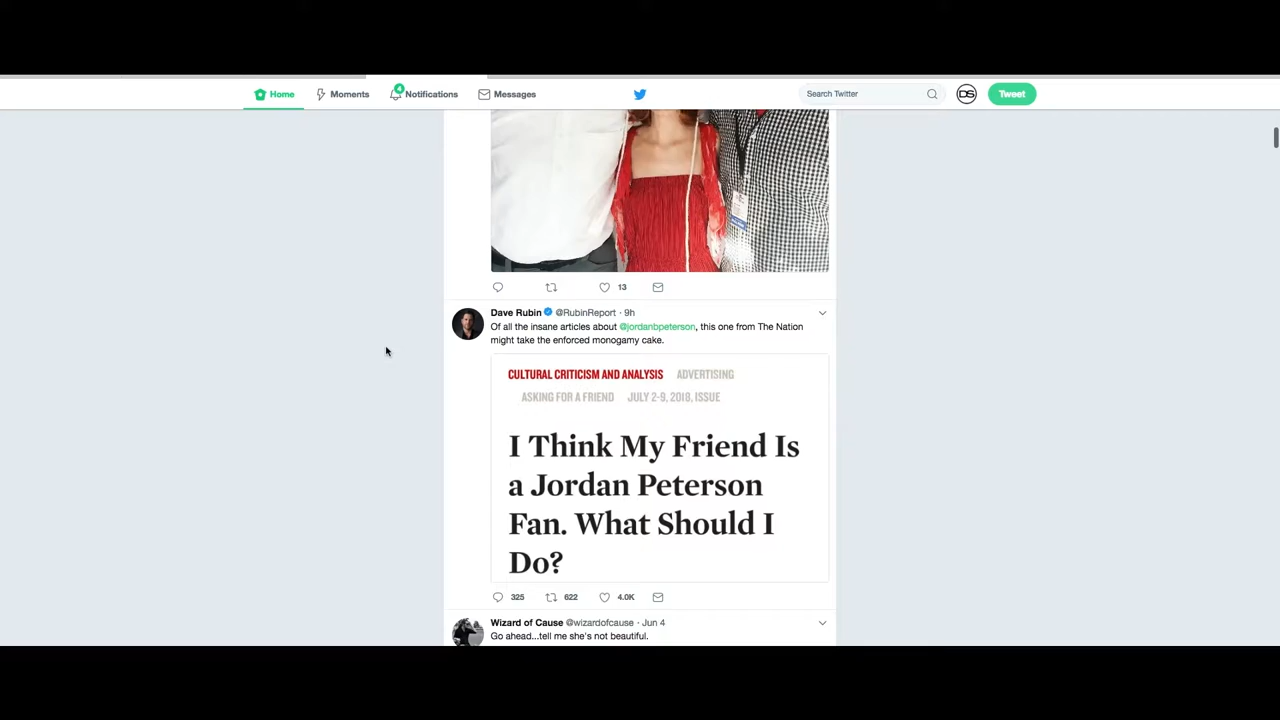 Home Moments 4 Notifications Messages Search Twitter DS Tweet
13
Dave Rubin @RubinReport · 9h
Of all the insane articles about @jordanbpeterson, this one from The Nation
might take the enforced monogamy cake.
CULTURAL CRITICISM AND ANALYSIS ADVERTISING
ASKING FOR A FRIEND JULY 2-9, 2018, ISSUE
I Think My Friend Is
a Jordan Peterson
Fan. What Should I
Do?
325 622 4.0K
Wizard of Cause @wizardofcause · Jun 4
Go ahead...tell me she's not beautiful.